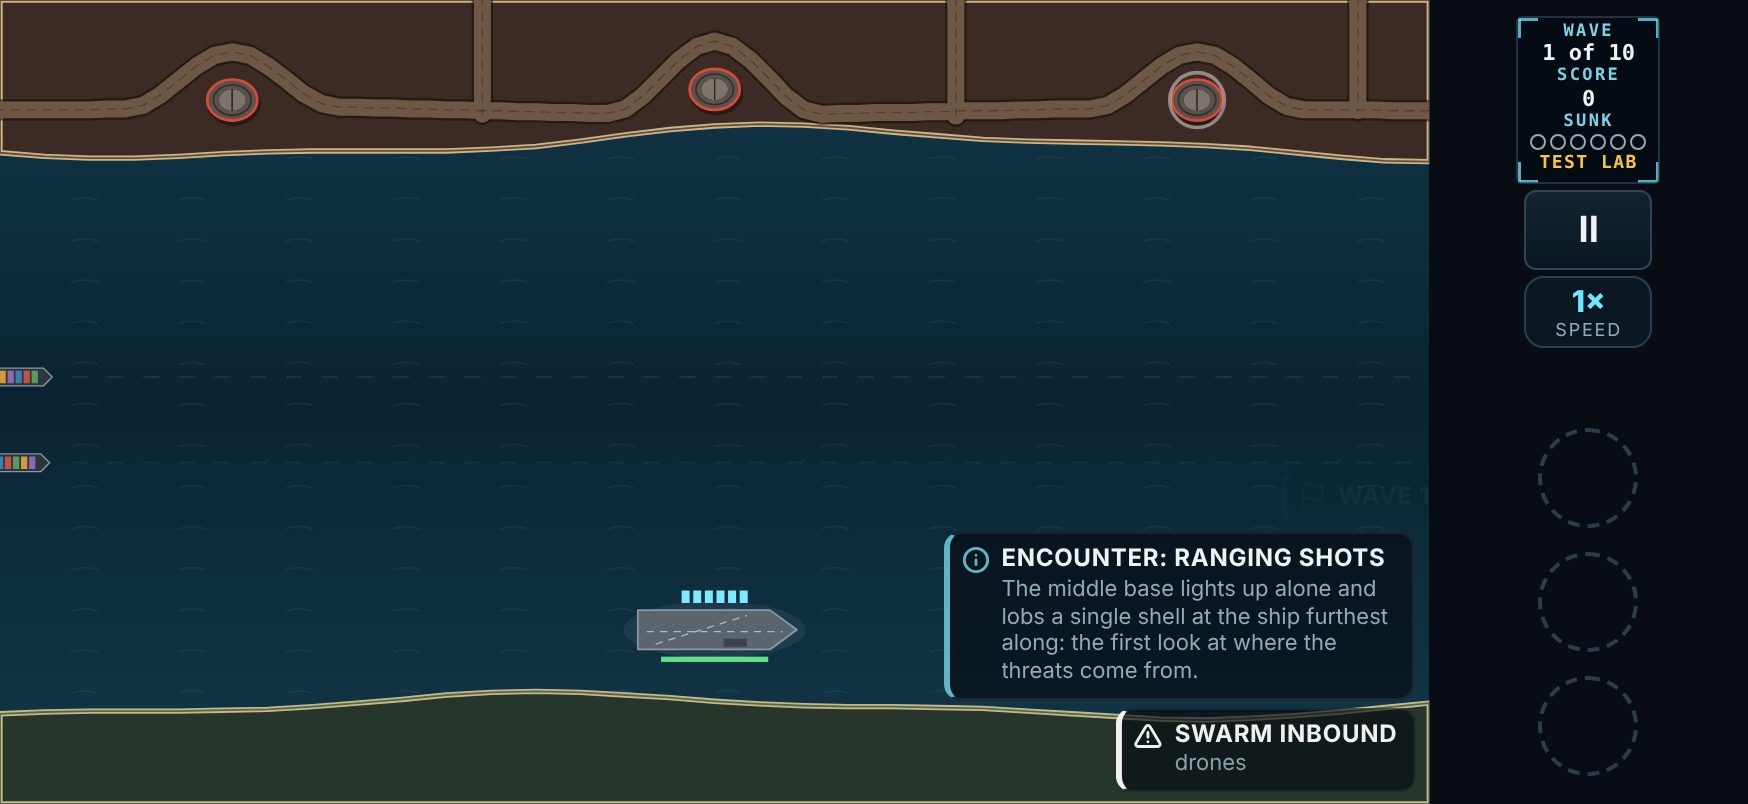 WAVE
1 of 10
SCORE
0
SUNK
TEST LAB
1×
SPEED
WAVE 1
ENCOUNTER: RANGING SHOTS
The middle base lights up alone and
lobs a single shell at the ship furthest
along: the first look at where the
threats come from.
SWARM INBOUND
drones